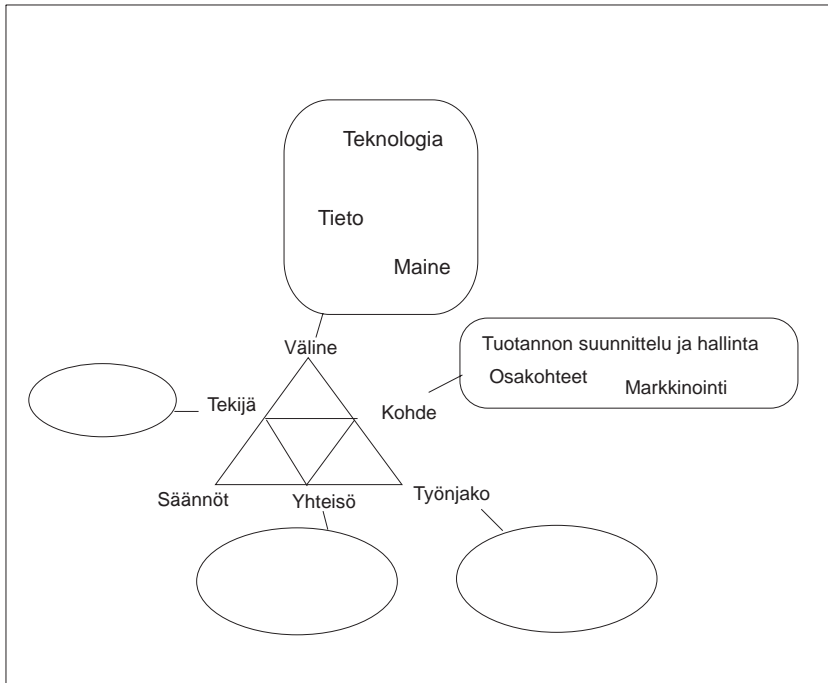 Teknologia
Tieto
Maine
Väline
Tuotannon suunnittelu ja hallinta
Osakohteet
Markkinointi
Tekijä
Kohde
Säännöt
Yhteisö
Työnjako